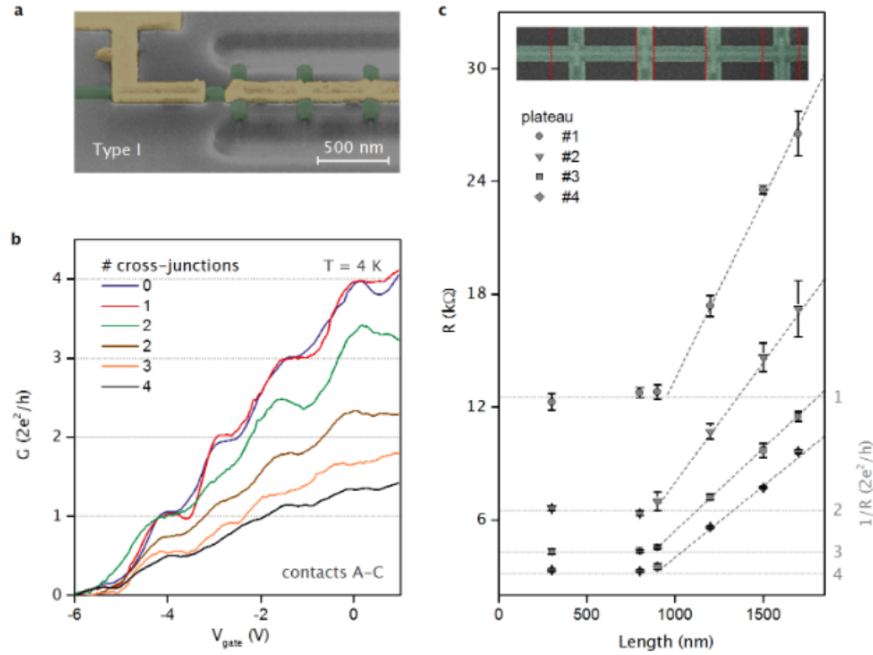 a
Type I
500 nm
b
# cross-junctions
T = 4 K
0
1
2
2
3
4
contacts A-C
G (2e²/h)
4
3
2
1
0
-6
-4
-2
0
V_gate (V)
c
plateau
#1
#2
#3
#4
R (kΩ)
30
24
18
12
6
0
500
1000
1500
Length (nm)
1
2
3
4
1/R (2e²/h)